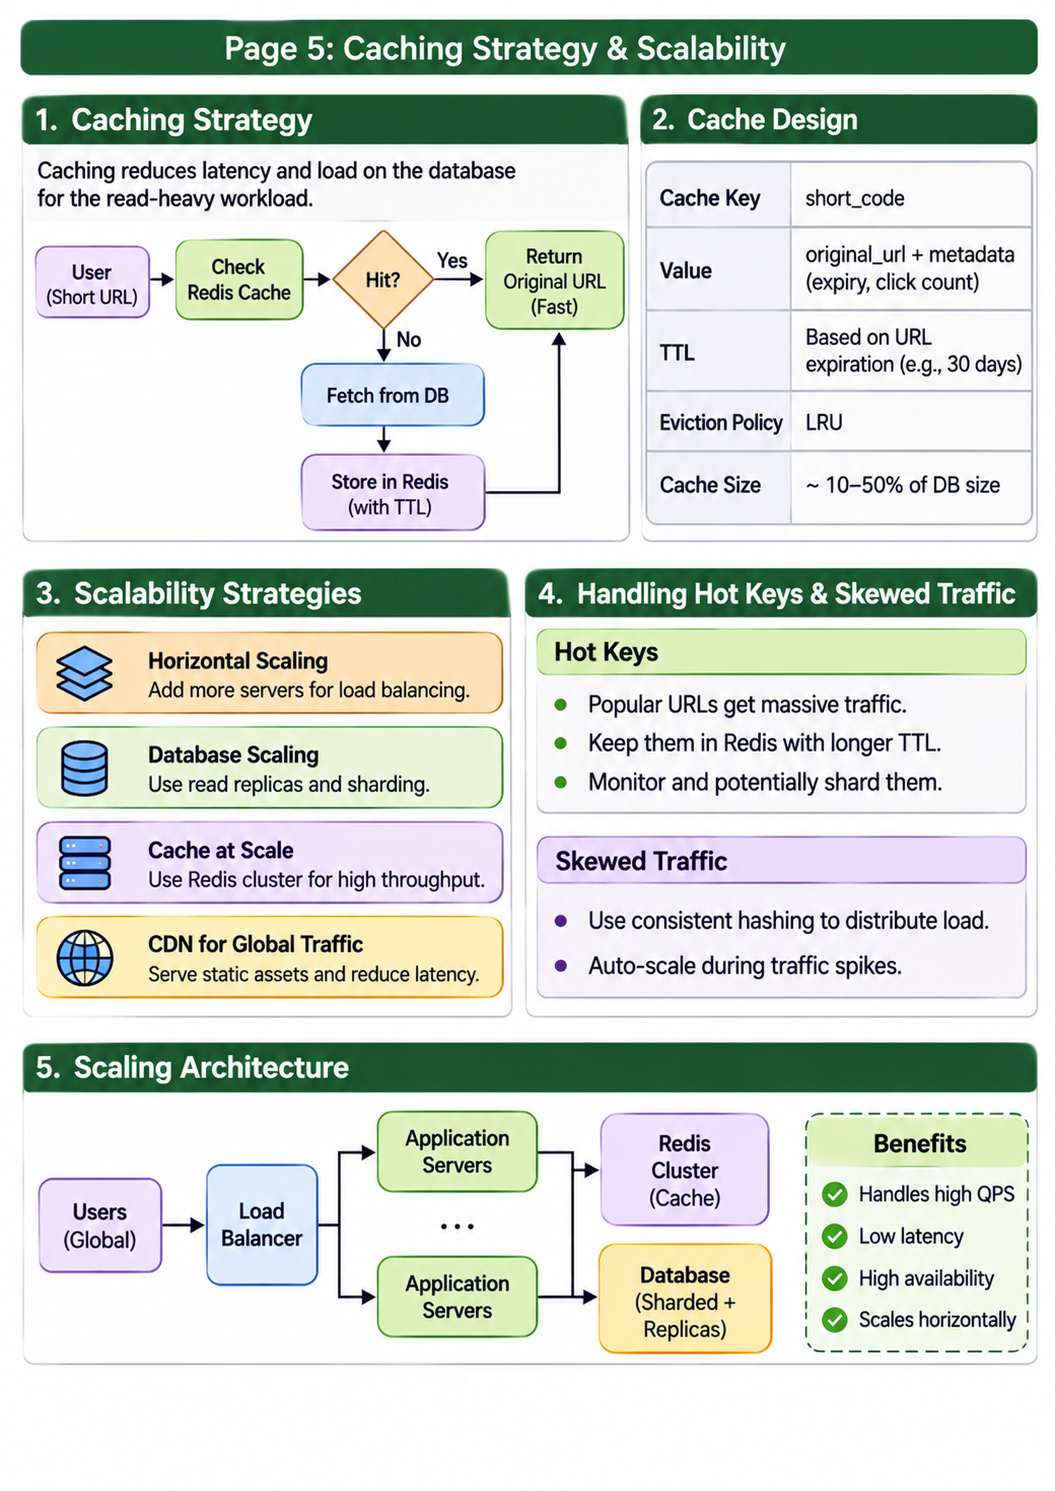 Page 5: Caching Strategy & Scalability
1. Caching Strategy
Caching reduces latency and load on the database
for the read-heavy workload.
User
(Short URL)
Check
Redis Cache
Hit?
Yes
Return
Original URL
(Fast)
No
Fetch from DB
Store in Redis
(with TTL)
2. Cache Design
Cache Key
short_code
Value
original_url + metadata
(expiry, click count)
TTL
Based on URL
expiration (e.g., 30 days)
Eviction Policy
LRU
Cache Size
~ 10–50% of DB size
3. Scalability Strategies
Horizontal Scaling
Add more servers for load balancing.
Database Scaling
Use read replicas and sharding.
Cache at Scale
Use Redis cluster for high throughput.
CDN for Global Traffic
Serve static assets and reduce latency.
4. Handling Hot Keys & Skewed Traffic
Hot Keys
• Popular URLs get massive traffic.
• Keep them in Redis with longer TTL.
• Monitor and potentially shard them.
Skewed Traffic
• Use consistent hashing to distribute load.
• Auto-scale during traffic spikes.
5. Scaling Architecture
Users
(Global)
Load
Balancer
Application
Servers
...
Application
Servers
Redis
Cluster
(Cache)
Database
(Sharded +
Replicas)
Benefits
Handles high QPS
Low latency
High availability
Scales horizontally